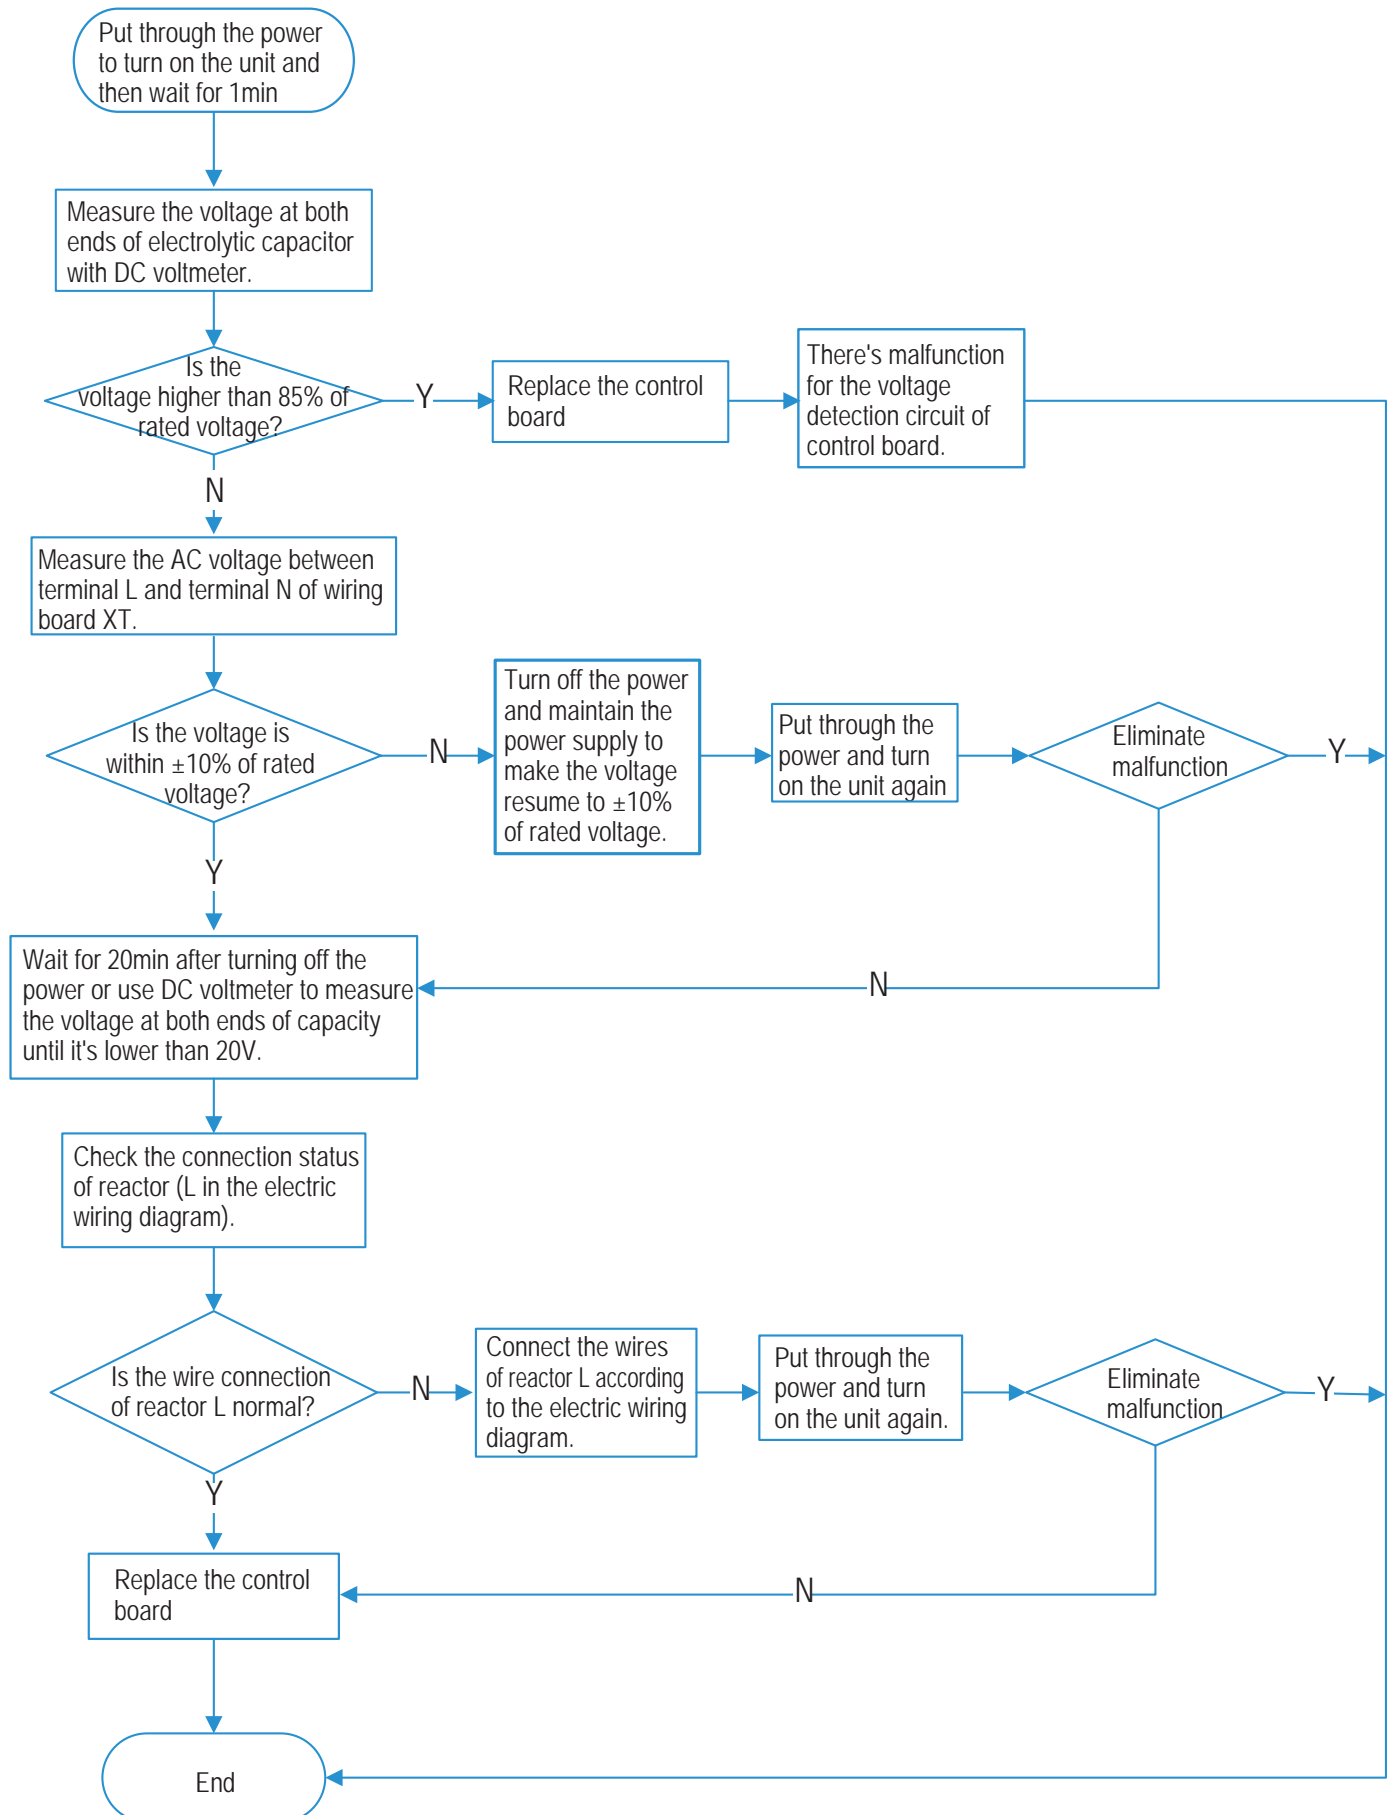 Put through the power
to turn on the unit and
then wait for 1min
Measure the voltage at both
ends of electrolytic capacitor
with DC voltmeter.
Is the
voltage higher than 85% of
rated voltage?
Y
Replace the control
board
There's malfunction
for the voltage
detection circuit of
control board.
N
Measure the AC voltage between
terminal L and terminal N of wiring
board XT.
Is the voltage is
within ±10% of rated
voltage?
N
Turn off the power
and maintain the
power supply to
make the voltage
resume to ±10%
of rated voltage.
Put through the
power and turn
on the unit again
Eliminate
malfunction
Y
Y
N
Wait for 20min after turning off the
power or use DC voltmeter to measure
the voltage at both ends of capacity
until it's lower than 20V.
Check the connection status
of reactor (L in the electric
wiring diagram).
Is the wire connection
of reactor L normal?
N
Connect the wires
of reactor L according
to the electric wiring
diagram.
Put through the
power and turn
on the unit again.
Eliminate
malfunction
Y
Y
N
Replace the control
board
End